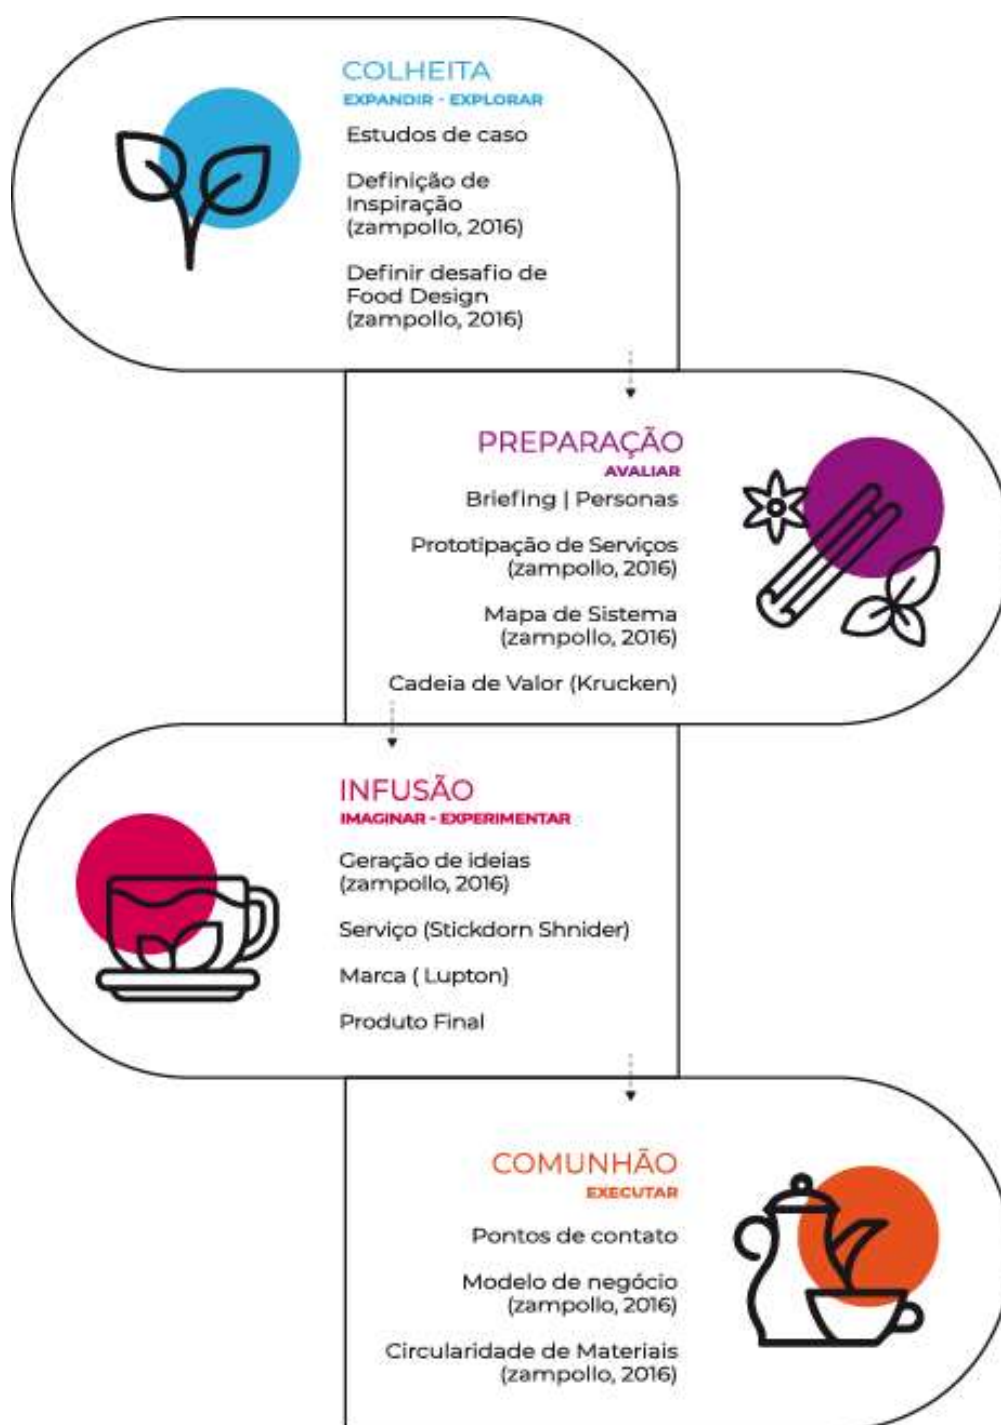 COLHEITA
EXPANDIR - EXPLORAR
Estudos de caso
Definição de
Inspiração
(zampollo, 2016)
Definir desafio de
Food Design
(zampollo, 2016)
PREPARAÇÃO
AVALIAR
Briefing | Personas
Prototipação de Serviços
(zampollo, 2016)
Mapa de Sistema
(zampollo, 2016)
Cadeia de Valor (Krucken)
INFUSÃO
IMAGINAR - EXPERIMENTAR
Geração de ideias
(zampollo, 2016)
Serviço (Stickdorn Shnider)
Marca ( Lupton)
Produto Final
COMUNHÃO
EXECUTAR
Pontos de contato
Modelo de negócio
(zampollo, 2016)
Circularidade de Materiais
(zampollo, 2016)